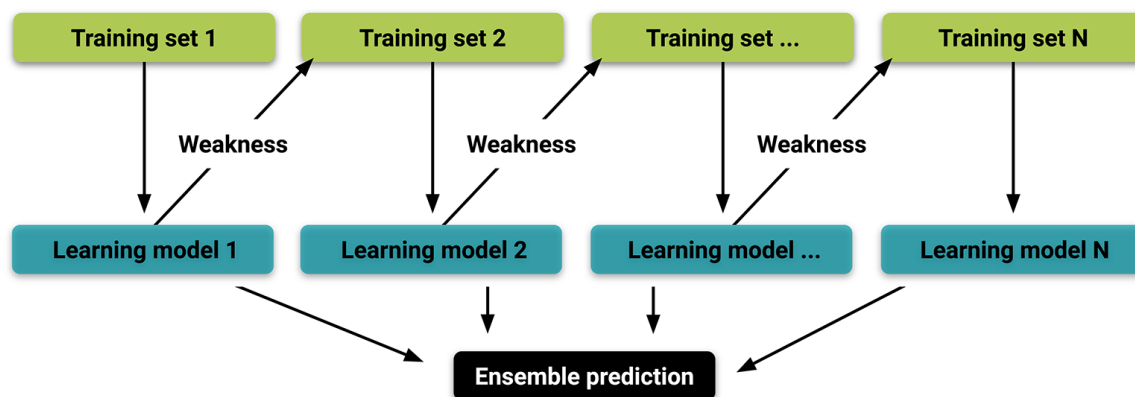 Training set 1
Training set 2
Training set ...
Training set N
Weakness
Weakness
Weakness
Learning model 1
Learning model 2
Learning model ...
Learning model N
Ensemble prediction